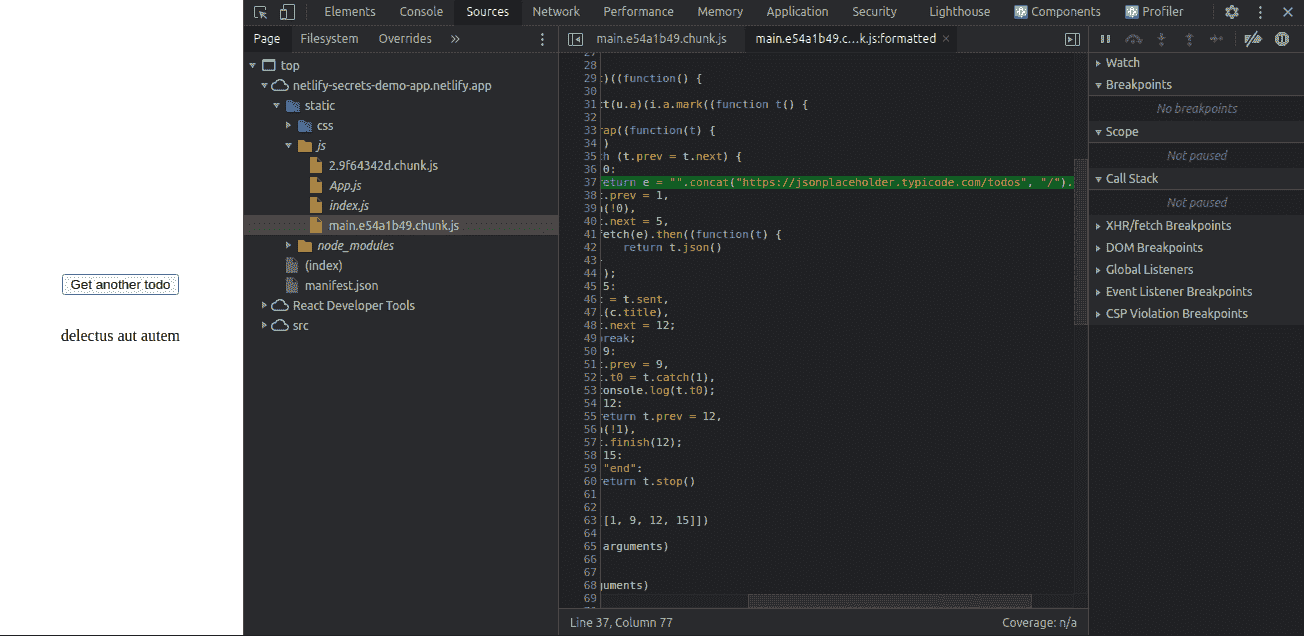 Elements Console Sources Network Performance Memory Application Security Lighthouse Components Profiler
Page Filesystem Overrides »
main.e54a1b49.chunk.js main.e54a1b49.c…k.js:formatted ×
top
netlify-secrets-demo-app.netlify.app
static
css
js
2.9f64342d.chunk.js
App.js
index.js
main.e54a1b49.chunk.js
node_modules
(index)
manifest.json
React Developer Tools
src
Get another todo
delectus aut autem
27
28
29 :)((function() {
30
31 :t(u.a)(i.a.mark((function t() {
32
33 rap((function(t) {
34 )
35 :h (t.prev = t.next) {
36 0:
37 return e = "".concat("https://jsonplaceholder.typicode.com/todos", "/").
38 t.prev = 1,
39 n(!0),
40 t.next = 5,
41 fetch(e).then((function(t) {
42 return t.json()
43
44 );
45 5:
46 : = t.sent,
47 (c.title),
48 t.next = 12;
49 break;
50 9:
51 t.prev = 9,
52 t.t0 = t.catch(1),
53 console.log(t.t0);
54 12:
55 return t.prev = 12,
56 n(!1),
57 t.finish(12);
58 15:
59 "end":
60 return t.stop()
61
62
63 [1, 9, 12, 15]])
64
65 arguments)
66
67
68 guments)
69
Line 37, Column 77 Coverage: n/a
Watch
Breakpoints
No breakpoints
Scope
Not paused
Call Stack
Not paused
XHR/fetch Breakpoints
DOM Breakpoints
Global Listeners
Event Listener Breakpoints
CSP Violation Breakpoints